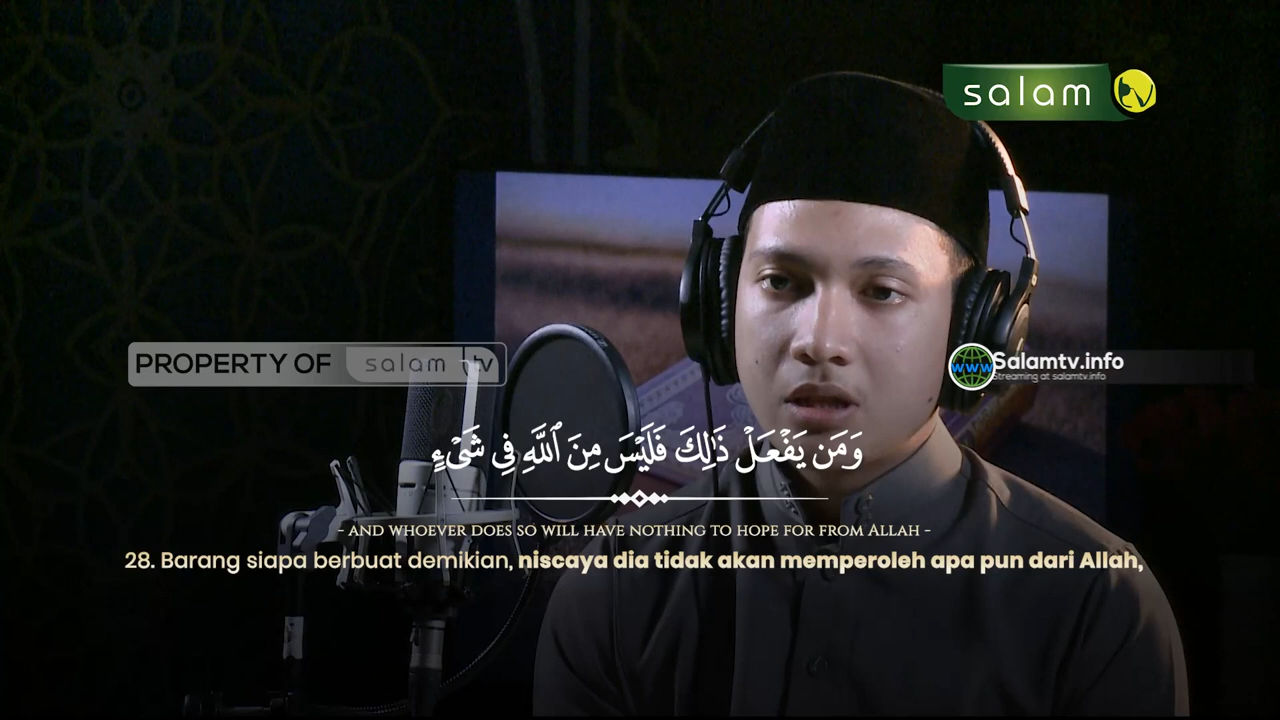 salam tv
PROPERTY OF salam tv
www Salamtv.info
Streaming at salamtv.info
وَمَن يَفْعَلْ ذَٰلِكَ فَلَيْسَ مِنَ ٱللَّهِ فِى شَىْءٍ
- AND WHOEVER DOES SO WILL HAVE NOTHING TO HOPE FOR FROM ALLAH -
28. Barang siapa berbuat demikian, niscaya dia tidak akan memperoleh apa pun dari Allah,